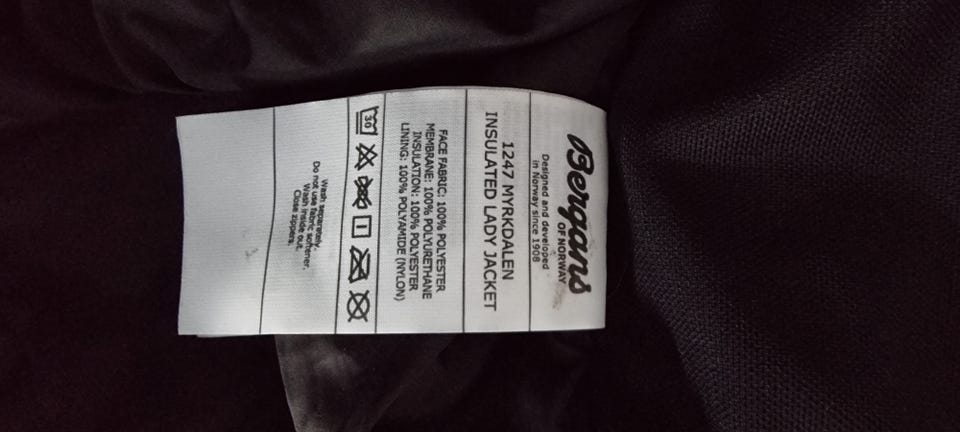 Bergans
OF NORWAY
Designed and developed
in Norway since 1908
1247 MYRKDALEN
INSULATED LADY JACKET
FACE FABRIC: 100% POLYESTER
MEMBRANE: 100% POLYURETHANE
INSULATION: 100% POLYESTER
LINING: 100% POLYAMIDE (NYLON)
30
Wash separately.
Do not use fabric softener.
Wash inside out.
Close zippers.